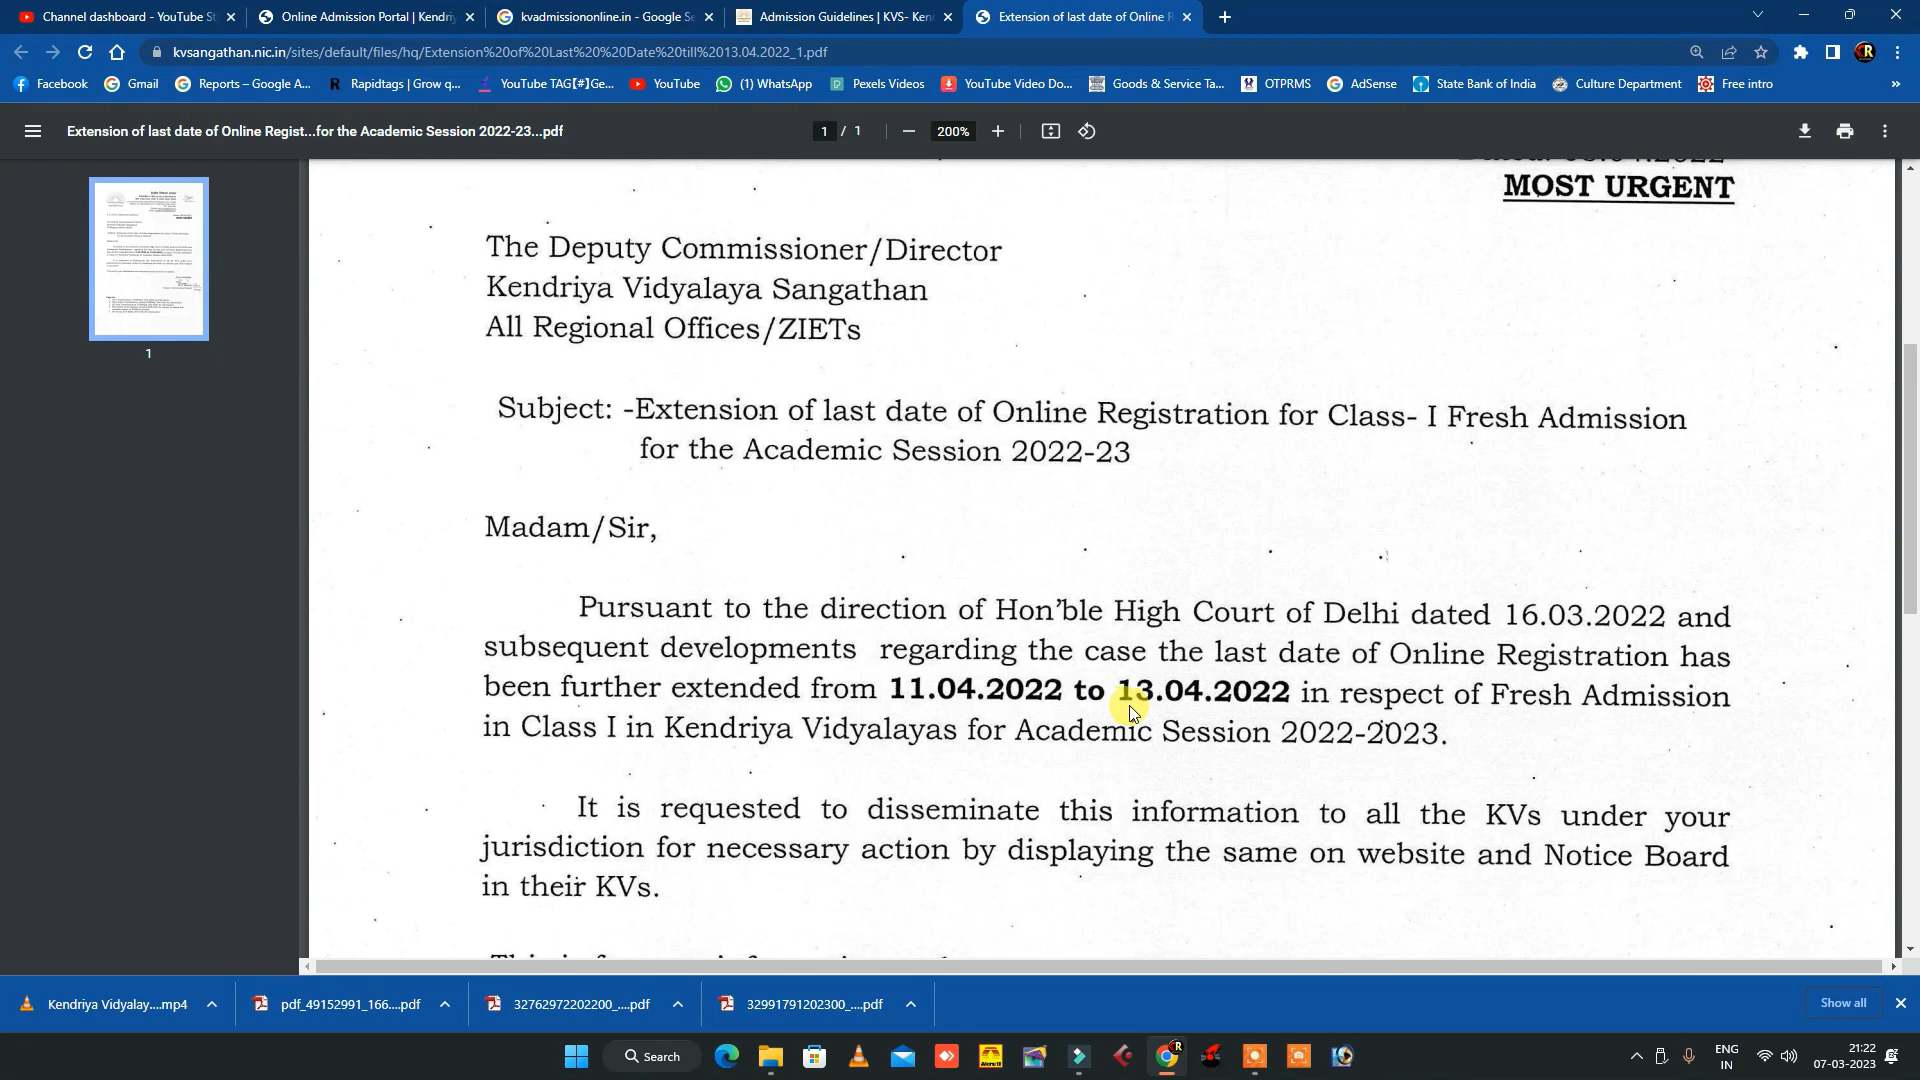 Channel dashboard - YouTube St
Online Admission Portal | Kendriy
kvadmissiononline.in - Google Se
Admission Guidelines | KVS- Ken
Extension of last date of Online R
kvsangathan.nic.in/sites/default/files/hq/Extension%20of%20Last%20%20Date%20till%2013.04.2022_1.pdf
Facebook
Gmail
Reports – Google A...
Rapidtags | Grow q...
YouTube TAG【#】Ge...
YouTube
(1) WhatsApp
Pexels Videos
YouTube Video Do...
Goods & Service Ta...
OTPRMS
AdSense
State Bank of India
Culture Department
Free intro
Extension of last date of Online Regist...for the Academic Session 2022-23...pdf
1 / 1
200%
MOST URGENT
The Deputy Commissioner/Director
Kendriya Vidyalaya Sangathan
All Regional Offices/ZIETs
Subject: -Extension of last date of Online Registration for Class- I Fresh Admission
for the Academic Session 2022-23
Madam/Sir,
Pursuant to the direction of Hon’ble High Court of Delhi dated 16.03.2022 and
subsequent developments regarding the case the last date of Online Registration has
been further extended from 11.04.2022 to 13.04.2022 in respect of Fresh Admission
in Class I in Kendriya Vidyalayas for Academic Session 2022-2023.
It is requested to disseminate this information to all the KVs under your
jurisdiction for necessary action by displaying the same on website and Notice Board
in their KVs.
1
Kendriya Vidyalay....mp4
pdf_49152991_166....pdf
32762972202200_....pdf
32991791202300_....pdf
Show all
Search
ENG
IN
21:22
07-03-2023